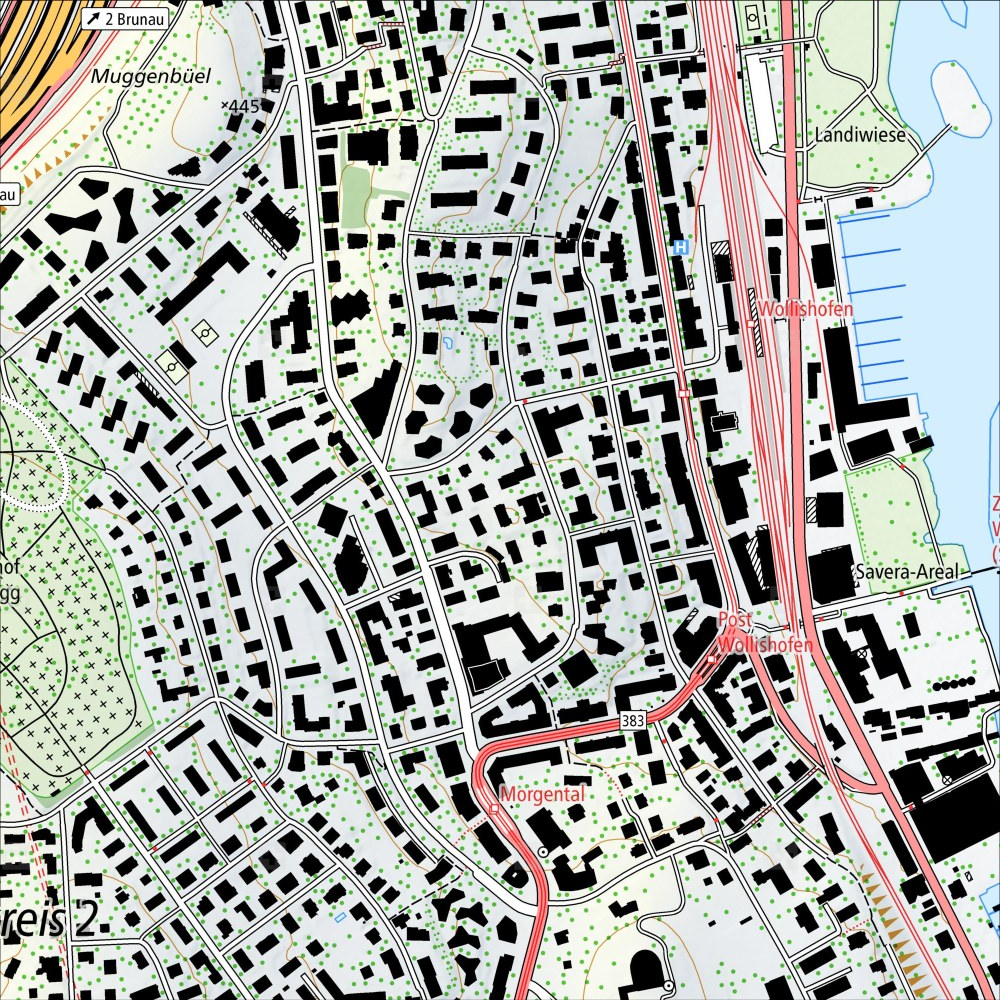 2 Brunau
Muggenbüel
445
au
Landiwiese
H
Wollishofen
hof
gg
Savera-Areal
Post
Wollishofen
383
Morgental
reis 2